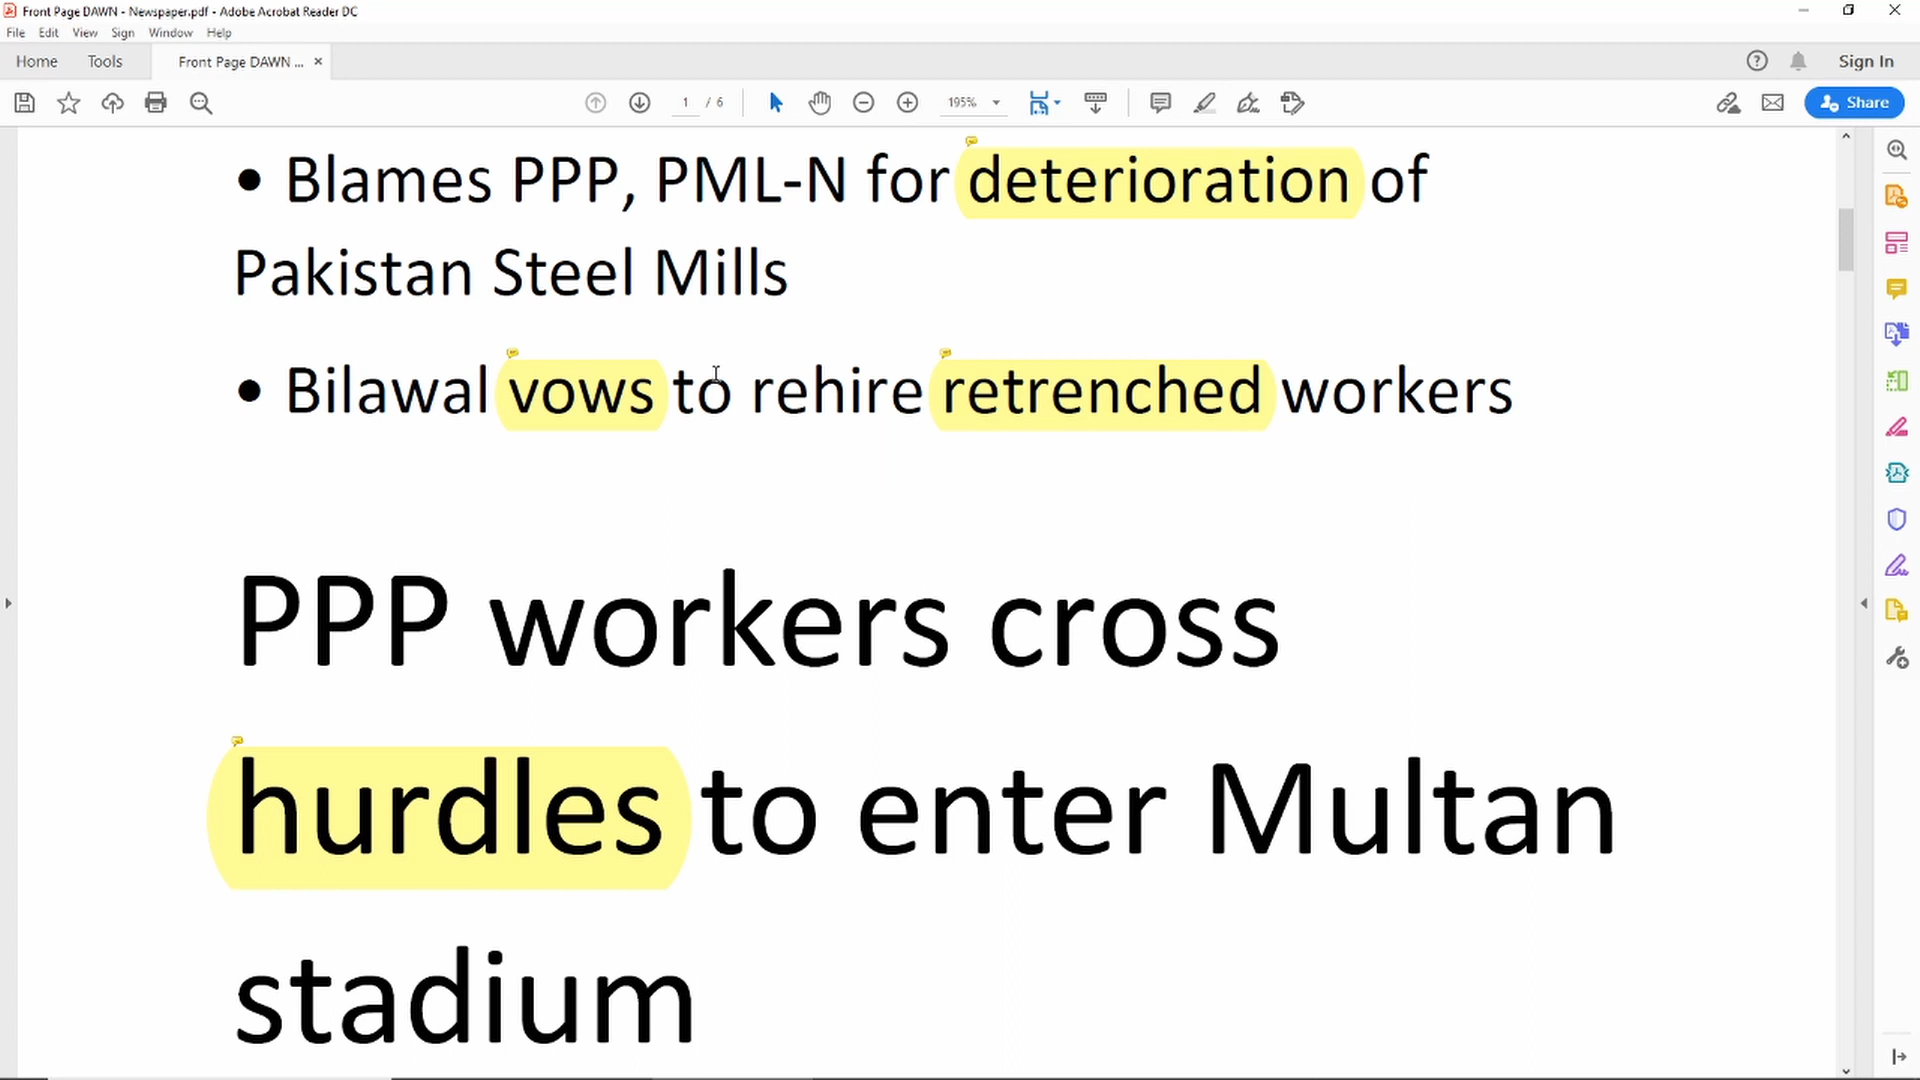 Front Page DAWN - Newspaper.pdf - Adobe Acrobat Reader DC
File Edit View Sign Window Help
Home Tools Front Page DAWN ... × Sign In
1 / 6 195% Share
• Blames PPP, PML-N for deterioration of
Pakistan Steel Mills
• Bilawal vows to rehire retrenched workers
PPP workers cross
hurdles to enter Multan
stadium